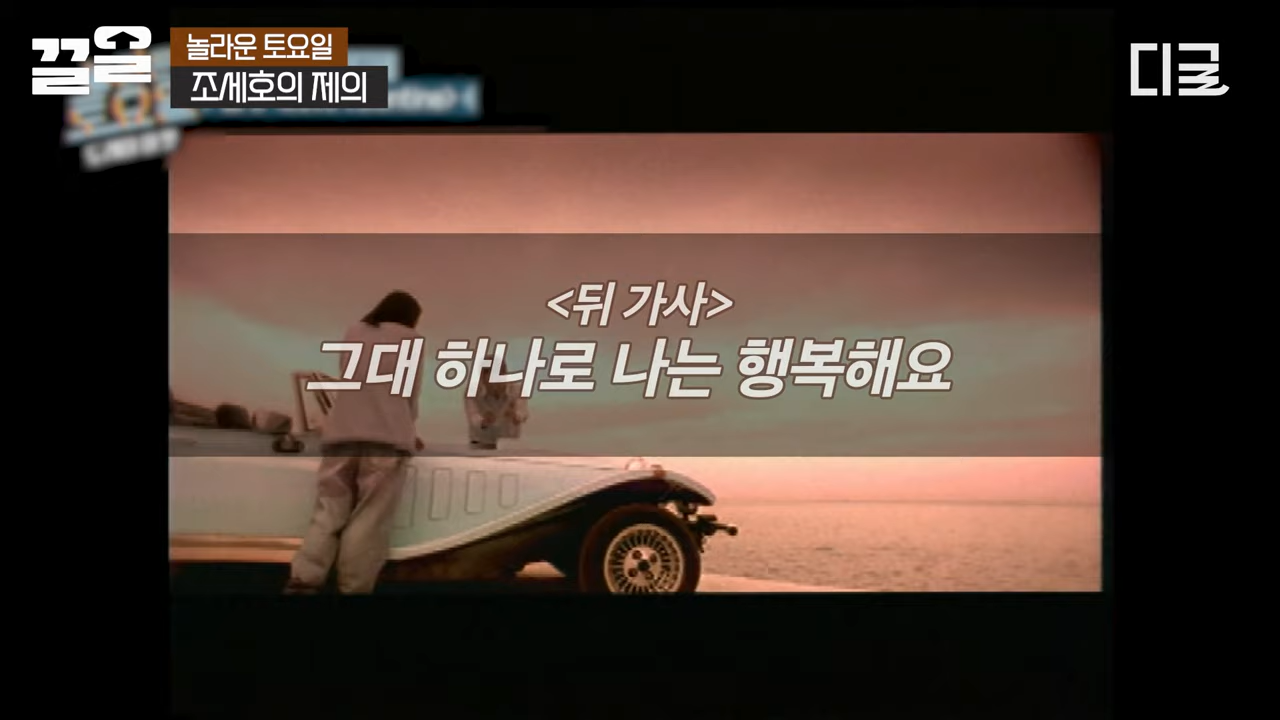 끌올
놀라운 토요일
조세호의 제의
디글
<뒤 가사>
그대 하나로 나는 행복해요